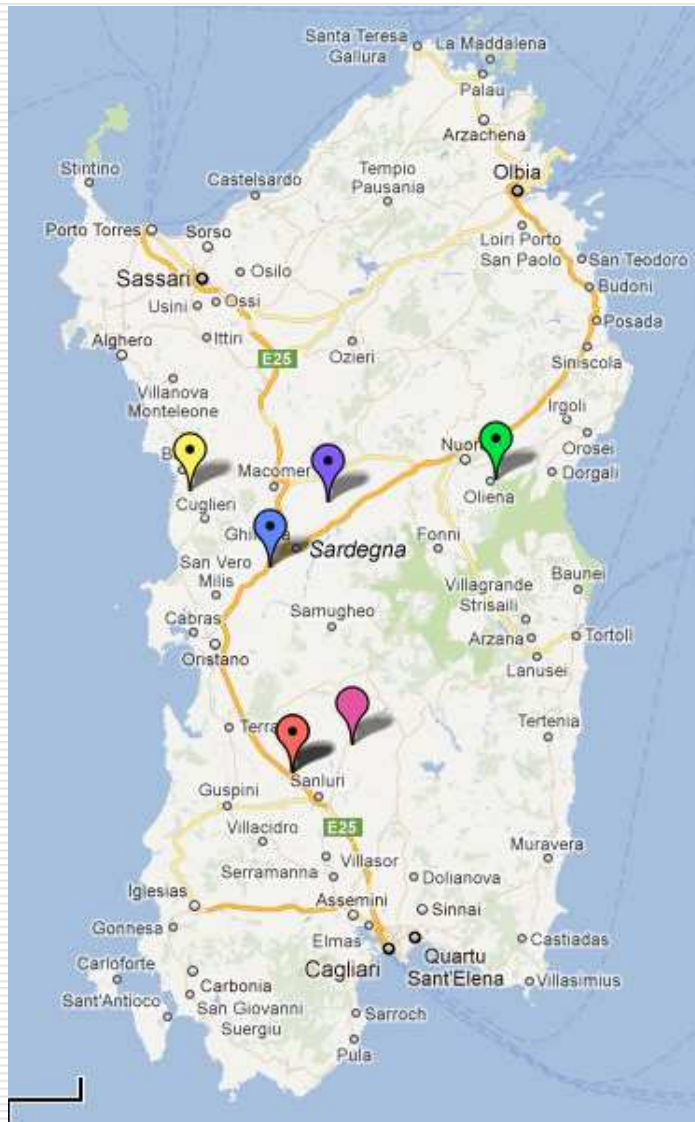 Santa Teresa
Gallura
La Maddalena
Palau
Arzachena
Stintino
Castelsardo
Tempio
Pausania
Olbia
Porto Torres
Sorso
Loiri Porto
San Paolo
San Teodoro
Sassari
Osilo
Budoni
Usini
Ossi
Posada
Alghero
Ittiri
E25
Ozieri
Siniscola
Villanova
Monteleone
Irgoli
Orosei
Macomer
Dorgali
Oliena
Cuglieri
Sardegna
Fonni
San Vero
Milis
Baunei
Villagrande
Strisaili
Samugheo
Cabras
Arzana
Tortolì
Oristano
Lanusei
Tertenia
Sanluri
Guspini
Villacidro
E25
Muravera
Villasor
Serramanna
Dolianova
Iglesias
Assemini
Sinnai
Gonnesa
Elmas
Castiadas
Cagliari
Quartu
Sant'Elena
Carloforte
Carbonia
Villasimius
Sant'Antioco
San Giovanni
Suergiu
Sarroch
Pula